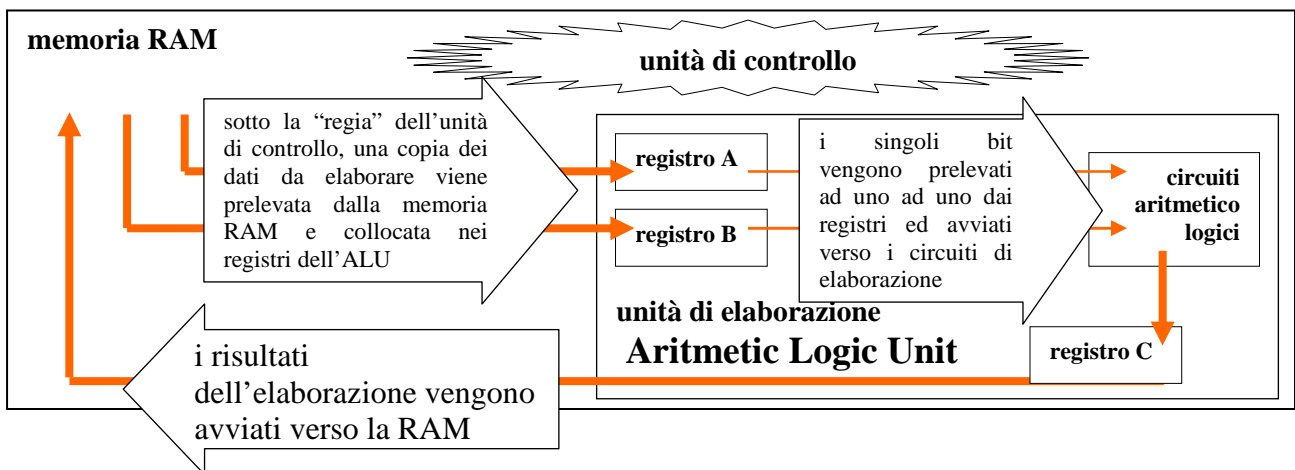 memoria RAM
unità di controllo
sotto la “regia” dell’unità
di controllo, una copia dei
dati da elaborare viene
prelevata dalla memoria
RAM e collocata nei
registri dell’ALU
registro A
registro B
i singoli bit
vengono prelevati
ad uno ad uno dai
registri ed avviati
verso i circuiti di
elaborazione
circuiti
aritmetico
logici
unità di elaborazione
Aritmetic Logic Unit
registro C
i risultati
dell’elaborazione vengono
avviati verso la RAM